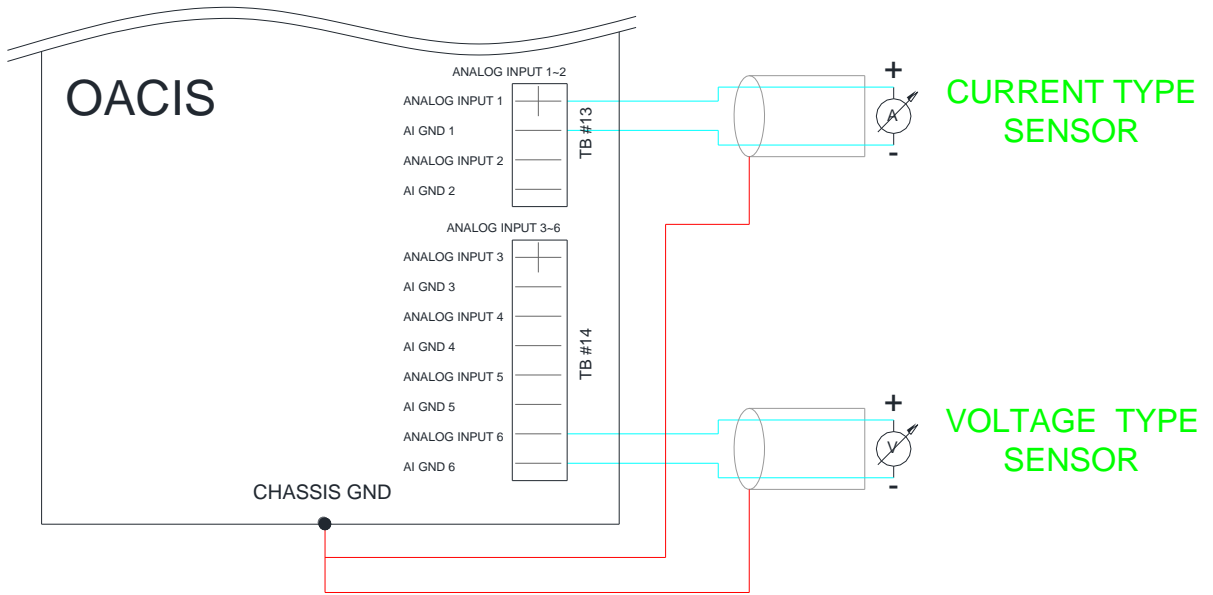 OACIS
ANALOG INPUT 1~2
ANALOG INPUT 1
AI GND 1
ANALOG INPUT 2
AI GND 2
TB #13
ANALOG INPUT 3~6
ANALOG INPUT 3
AI GND 3
ANALOG INPUT 4
AI GND 4
ANALOG INPUT 5
AI GND 5
ANALOG INPUT 6
AI GND 6
TB #14
CHASSIS GND
+
A
-
CURRENT TYPE
SENSOR
+
V
-
VOLTAGE TYPE
SENSOR